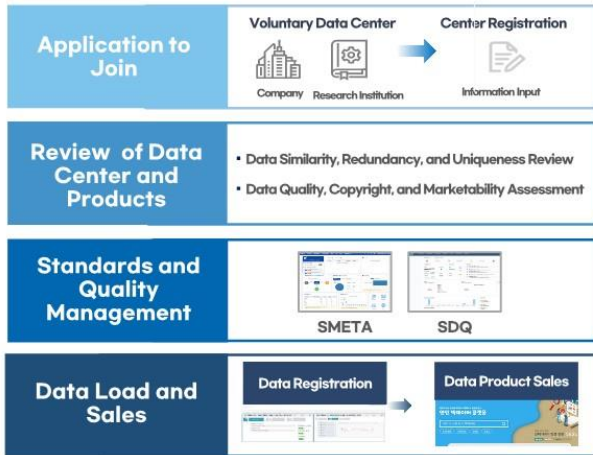 Application to
Join
Voluntary Data Center
Center Registration
Company
Research Institution
Information Input
Review of Data
Center and
Products
▪ Data Similarity, Redundancy, and Uniqueness Review
▪ Data Quality, Copyright, and Marketability Assessment
Standards and
Quality
Management
SMETA
SDQ
Data Load and
Sales
Data Registration
Data Product Sales